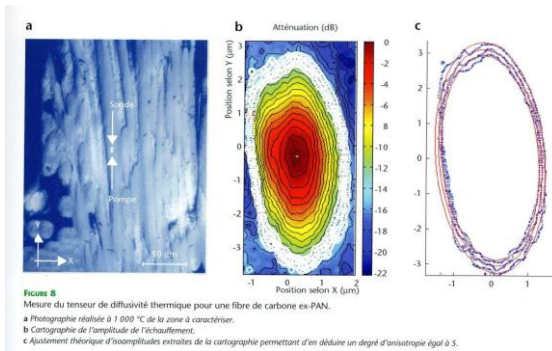 a
Sonde
Pompe
Y
X
50 µm
b
Atténuation (dB)
Position selon Y (µm)
3
2
1
0
-1
-2
-3
-1
0
1
2
Position selon X (µm)
0
-2
-4
-6
-8
-10
-12
-14
-16
-18
-20
-22
c
3
2
1
0
-1
-2
-3
-1
0
1
FIGURE 8
Mesure du tenseur de diffusivité thermique pour une fibre de carbone ex-PAN.
a Photographie réalisée à 1 000 °C de la zone à caractériser.
b Cartographie de l'amplitude de l'échauffement.
c Ajustement théorique d'isoamplitudes extraites de la cartographie permettant d'en déduire un degré d'anisotropie égal à 5.